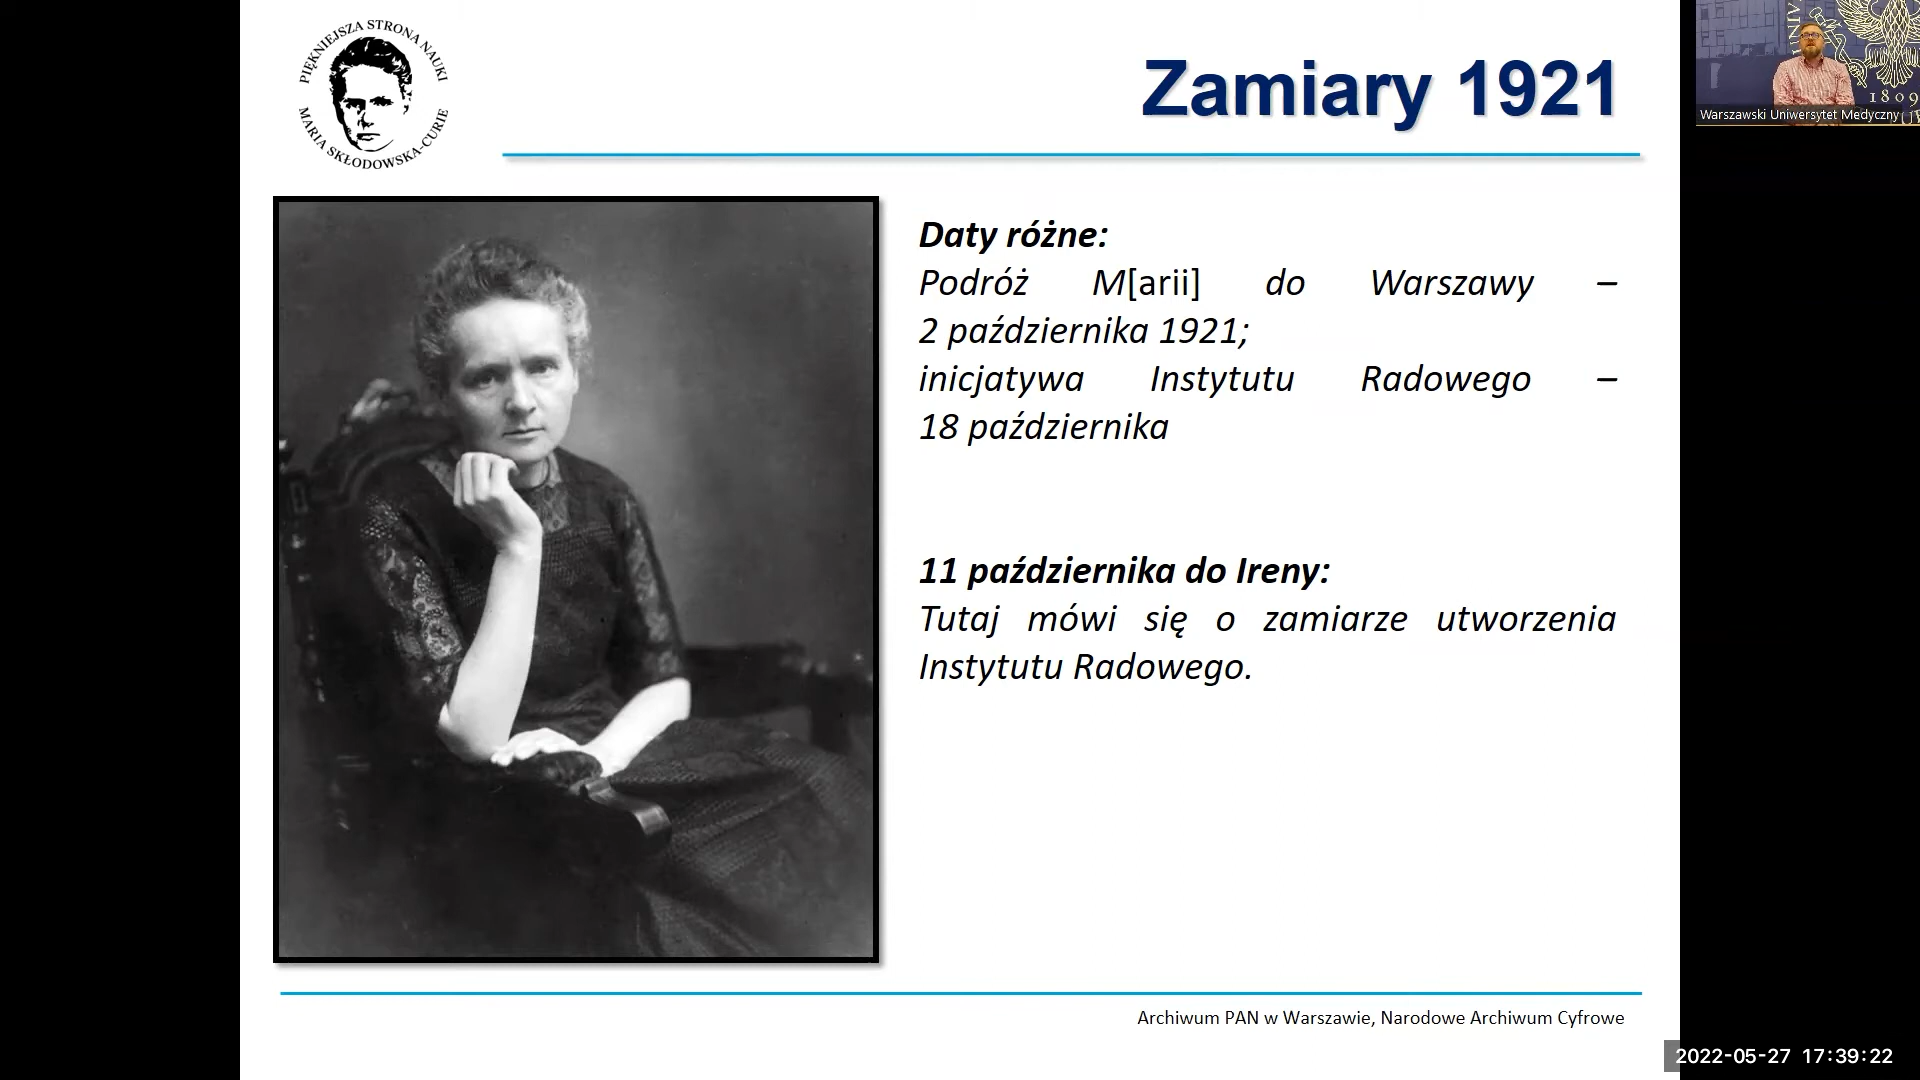 PIĘKNIEJSZA STRONA NAUKI
MARIA SKŁODOWSKA-CURIE
Zamiary 1921
1809
Warszawski Uniwersytet Medyczny
Daty różne:
Podróż M[arii] do Warszawy –
2 października 1921;
inicjatywa Instytutu Radowego –
18 października
11 października do Ireny:
Tutaj mówi się o zamiarze utworzenia
Instytutu Radowego.
Archiwum PAN w Warszawie, Narodowe Archiwum Cyfrowe
2022-05-27 17:39:22